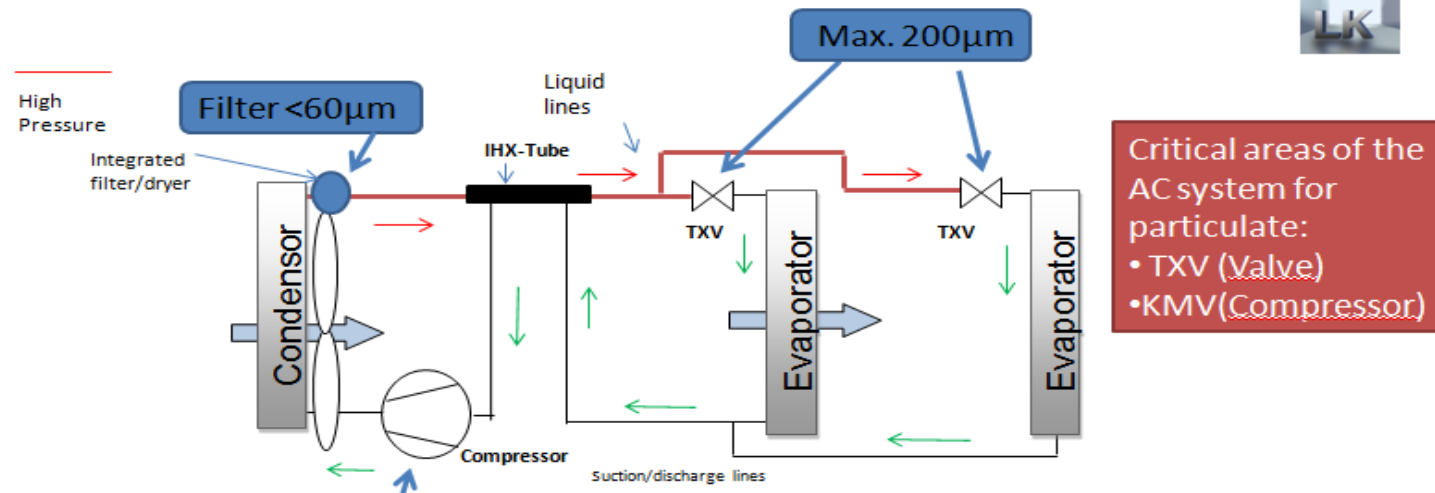 LK
Max. 200µm
High
Pressure
Filter <60µm
Liquid
lines
Integrated
filter/dryer
IHX-Tube
Critical areas of the
AC system for
particulate:
• TXV (Valve)
•KMV(Compressor)
TXV
TXV
Condensor
Evaporator
Evaporator
Compressor
Suction/discharge lines